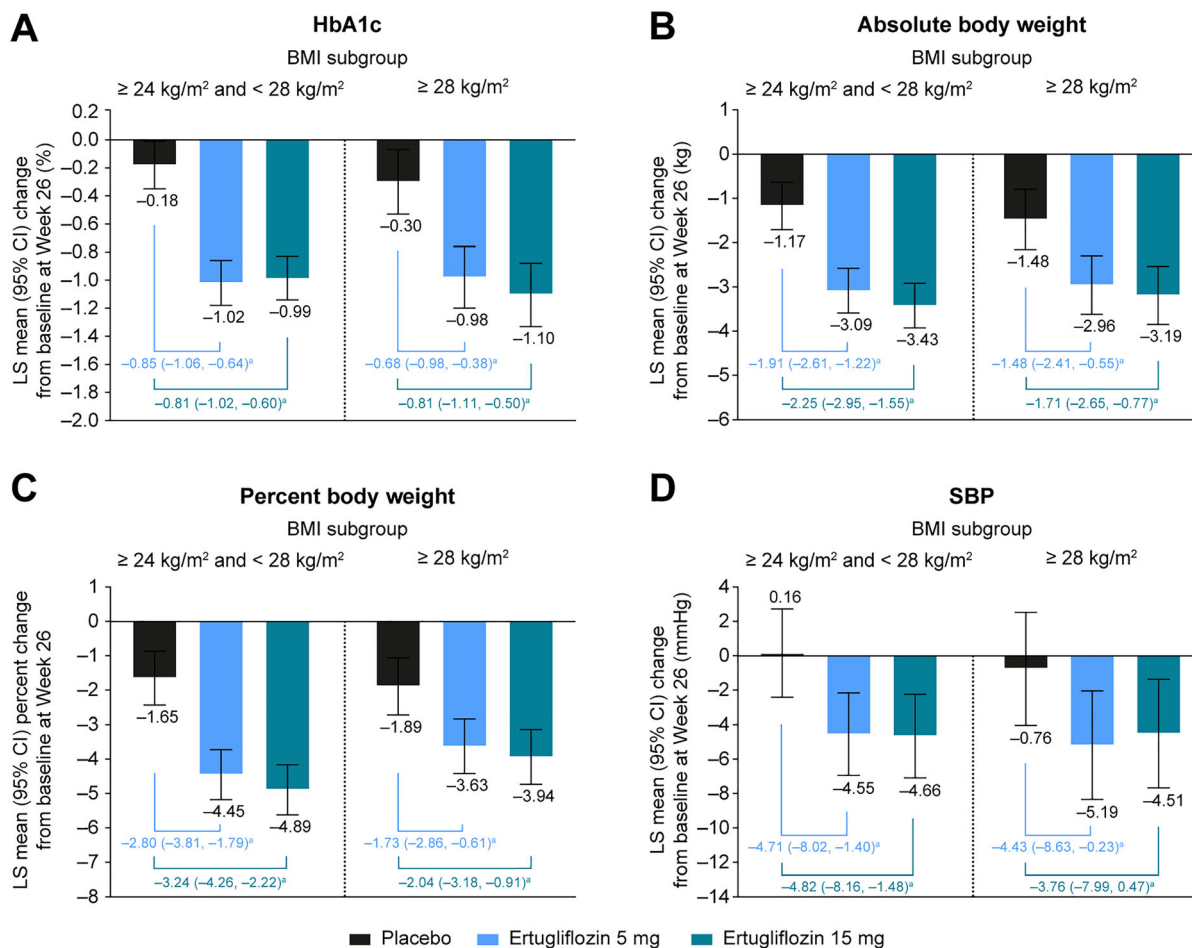 A
HbA1c
BMI subgroup
≥ 24 kg/m² and < 28 kg/m²
≥ 28 kg/m²
LS mean (95% CI) change
from baseline at Week 26 (%)
0.2
0.0
–0.2
–0.4
–0.6
–0.8
–1.0
–1.2
–1.4
–1.6
–1.8
–2.0
–0.18
–1.02
–0.99
–0.30
–0.98
–1.10
–0.85 (–1.06, –0.64)ᵃ
–0.81 (–1.02, –0.60)ᵃ
–0.68 (–0.98, –0.38)ᵃ
–0.81 (–1.11, –0.50)ᵃ
B
Absolute body weight
BMI subgroup
≥ 24 kg/m² and < 28 kg/m²
≥ 28 kg/m²
LS mean (95% CI) change
from baseline at Week 26 (kg)
1
0
–1
–2
–3
–4
–5
–6
–1.17
–3.09
–3.43
–1.48
–2.96
–3.19
–1.91 (–2.61, –1.22)ᵃ
–2.25 (–2.95, –1.55)ᵃ
–1.48 (–2.41, –0.55)ᵃ
–1.71 (–2.65, –0.77)ᵃ
C
Percent body weight
BMI subgroup
≥ 24 kg/m² and < 28 kg/m²
≥ 28 kg/m²
LS mean (95% CI) percent change
from baseline at Week 26
1
0
–1
–2
–3
–4
–5
–6
–7
–8
–1.65
–4.45
–4.89
–1.89
–3.63
–3.94
–2.80 (–3.81, –1.79)ᵃ
–3.24 (–4.26, –2.22)ᵃ
–1.73 (–2.86, –0.61)ᵃ
–2.04 (–3.18, –0.91)ᵃ
D
SBP
BMI subgroup
≥ 24 kg/m² and < 28 kg/m²
≥ 28 kg/m²
LS mean (95% CI) change
from baseline at Week 26 (mmHg)
4
2
0
–2
–4
–6
–8
–10
–12
–14
0.16
–4.55
–4.66
–0.76
–5.19
–4.51
–4.71 (–8.02, –1.40)ᵃ
–4.82 (–8.16, –1.48)ᵃ
–4.43 (–8.63, –0.23)ᵃ
–3.76 (–7.99, 0.47)ᵃ
Placebo
Ertugliflozin 5 mg
Ertugliflozin 15 mg